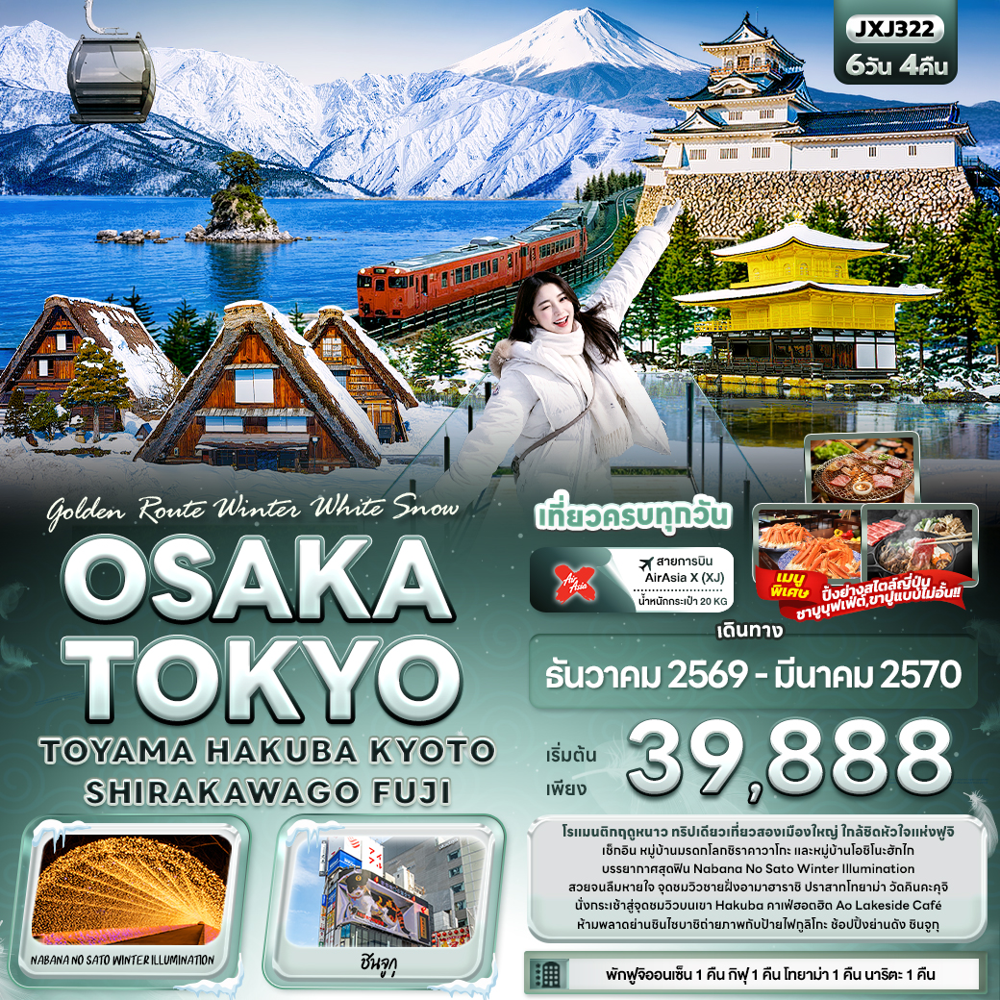 JXJ322
6วัน 4คืน
Golden Route Winter White Snow
OSAKA
TOKYO
TOYAMA HAKUBA KYOTO
SHIRAKAWAGO FUJI
เที่ยวครบทุกวัน
Air
Asia
X
สายการบิน
AirAsia X (XJ)
น้ำหนักกระเป๋า 20 KG
เมนู
พิเศษ
ปิ้งย่างสไตล์ญี่ปุ่น
ชาบูบุฟเฟ่ต์,ขาปูแบบไม่อั้น!!
เดินทาง
ธันวาคม 2569 - มีนาคม 2570
เริ่มต้น
เพียง
39,888
โรแมนติกฤดูหนาว ทริปเดียวเที่ยวสองเมืองใหญ่ ใกล้ชิดหัวใจแห่งฟูจิ
เช็กอิน หมู่บ้านมรดกโลกชิราคาวาโกะ และหมู่บ้านโอชิโนะฮักไก
บรรยากาศสุดฟิน Nabana No Sato Winter Illumination
สวยจนลืมหายใจ จุดชมวิวชายฝั่งอามาฮาราชิ ปราสาทโทยาม่า วัดคินคะคุจิ
นั่งกระเช้าสู่จุดชมวิวบนเขา Hakuba คาเฟ่ฮอตฮิต Ao Lakeside Café
ห้ามพลาดย่านชินไซบาชิถ่ายภาพกับป้ายไฟกูลิโกะ ช้อปปิ้งย่านดัง ชินจูกุ
NABANA NO SATO WINTER ILLUMINATION
ชินจูกุ
พักฟูจิออนเซ็น 1 คืน กิฟุ 1 คืน โทยาม่า 1 คืน นาริตะ 1 คืน